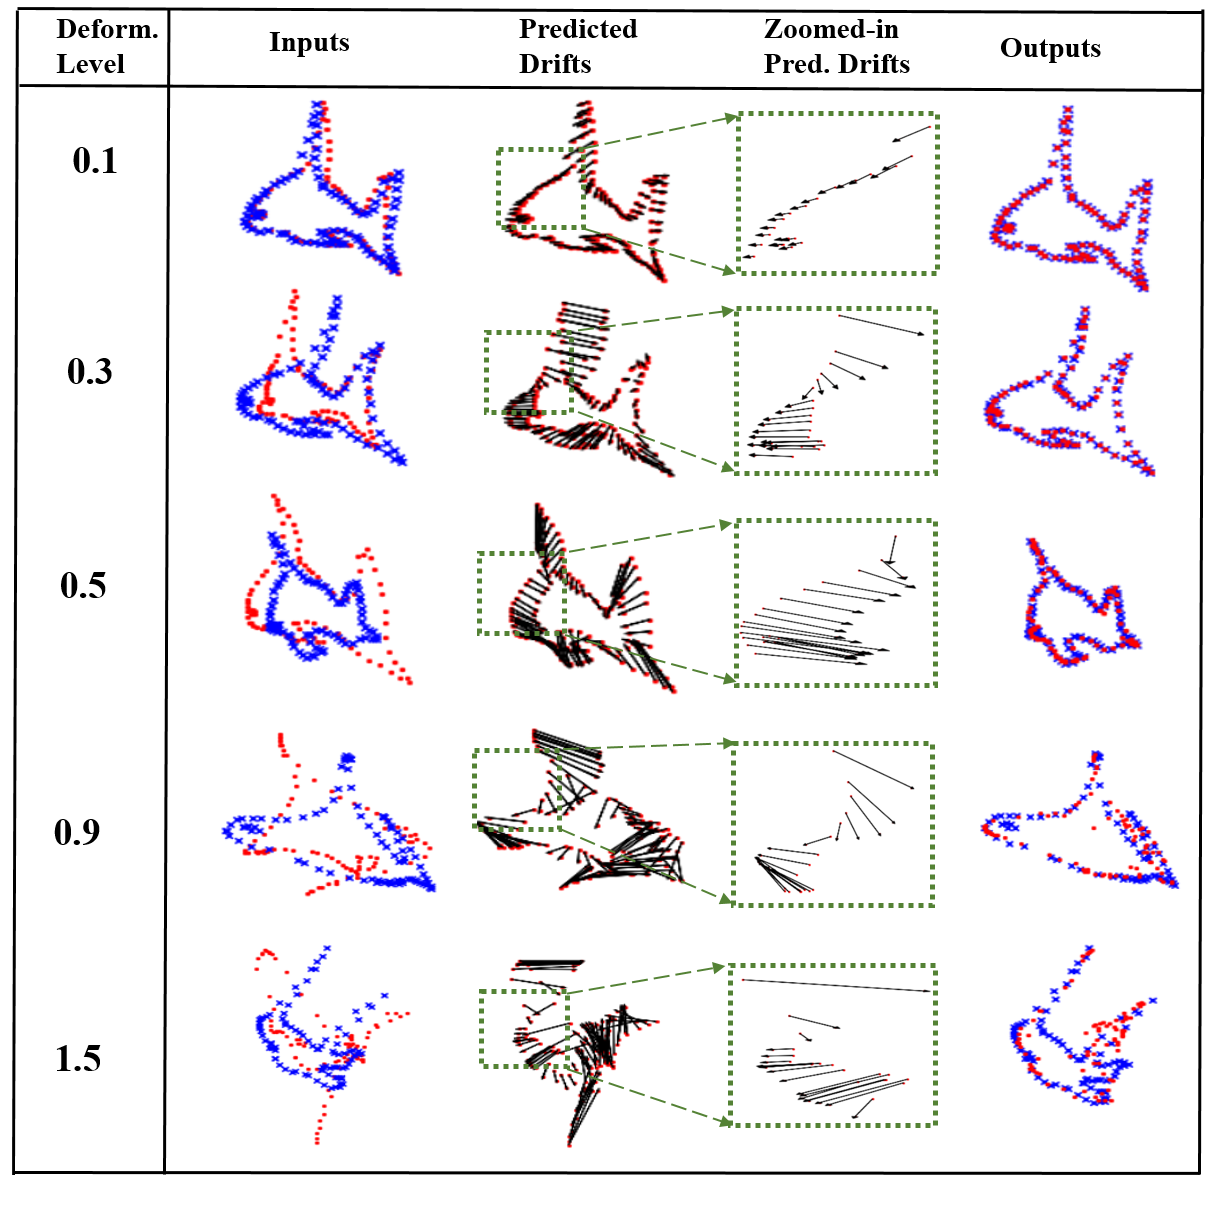 Deform.
Level
Inputs
Predicted
Drifts
Zoomed-in
Pred. Drifts
Outputs
0.1
0.3
0.5
0.9
1.5